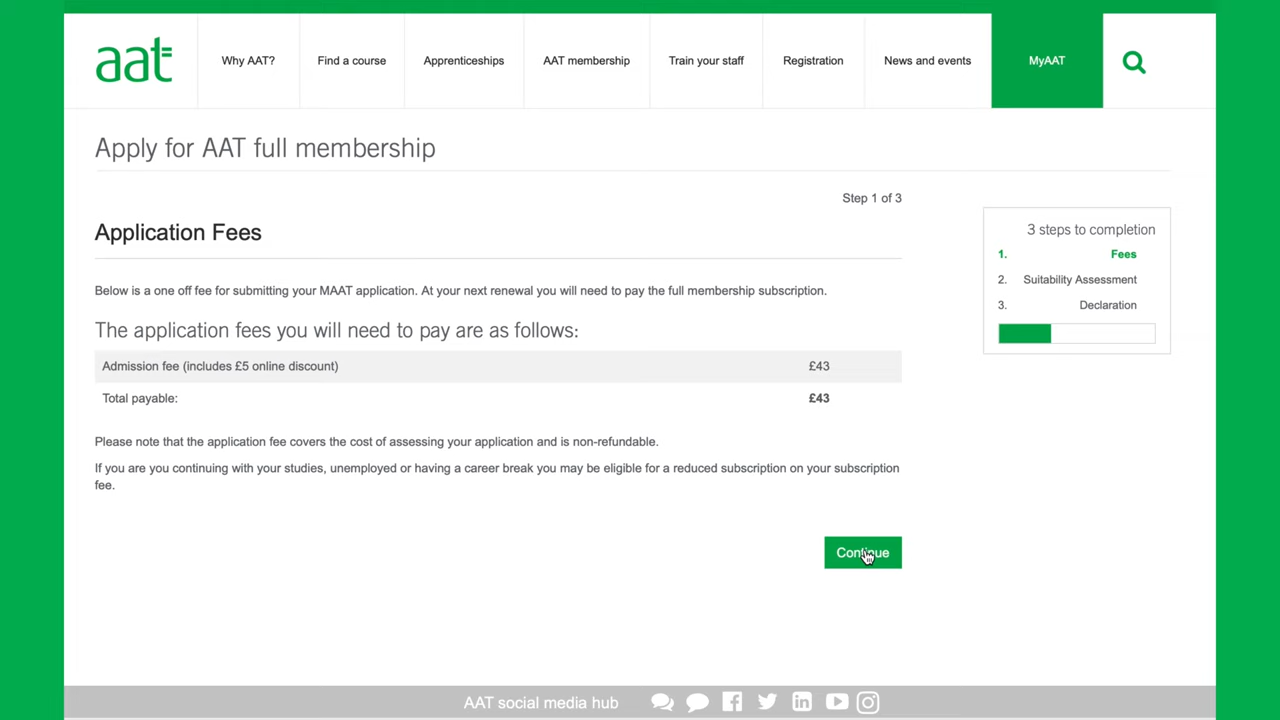 aat
Why AAT?
Find a course
Apprenticeships
AAT membership
Train your staff
Registration
News and events
MyAAT
Apply for AAT full membership
Step 1 of 3
Application Fees
Below is a one off fee for submitting your MAAT application. At your next renewal you will need to pay the full membership subscription.
The application fees you will need to pay are as follows:
Admission fee (includes £5 online discount) £43
Total payable: £43
Please note that the application fee covers the cost of assessing your application and is non-refundable.
If you are you continuing with your studies, unemployed or having a career break you may be eligible for a reduced subscription on your subscription
fee.
Continue
3 steps to completion
1. Fees
2. Suitability Assessment
3. Declaration
AAT social media hub